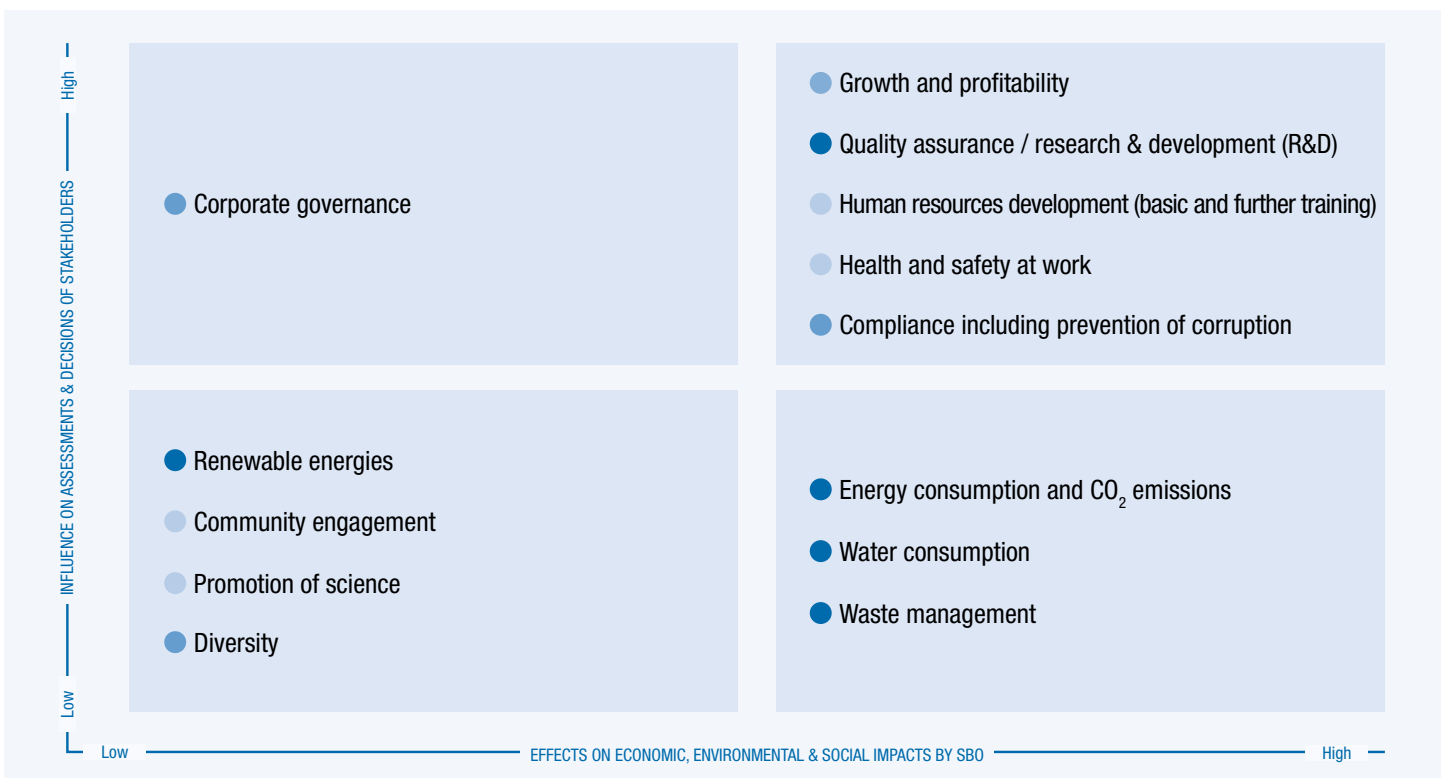 High
INFLUENCE ON ASSESSMENTS & DECISIONS OF STAKEHOLDERS
Low
Corporate governance
Growth and profitability
Quality assurance / research & development (R&D)
Human resources development (basic and further training)
Health and safety at work
Compliance including prevention of corruption
Renewable energies
Community engagement
Promotion of science
Diversity
Energy consumption and CO₂ emissions
Water consumption
Waste management
Low
EFFECTS ON ECONOMIC, ENVIRONMENTAL & SOCIAL IMPACTS BY SBO
High